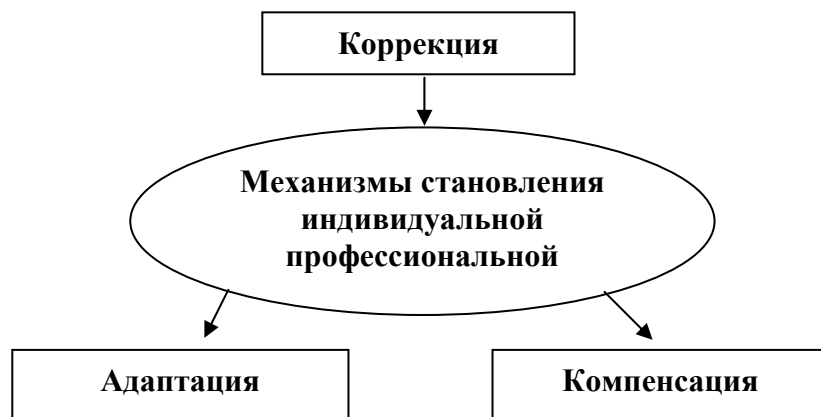 Коррекция
Механизмы становления
индивидуальной
профессиональной
Адаптация
Компенсация